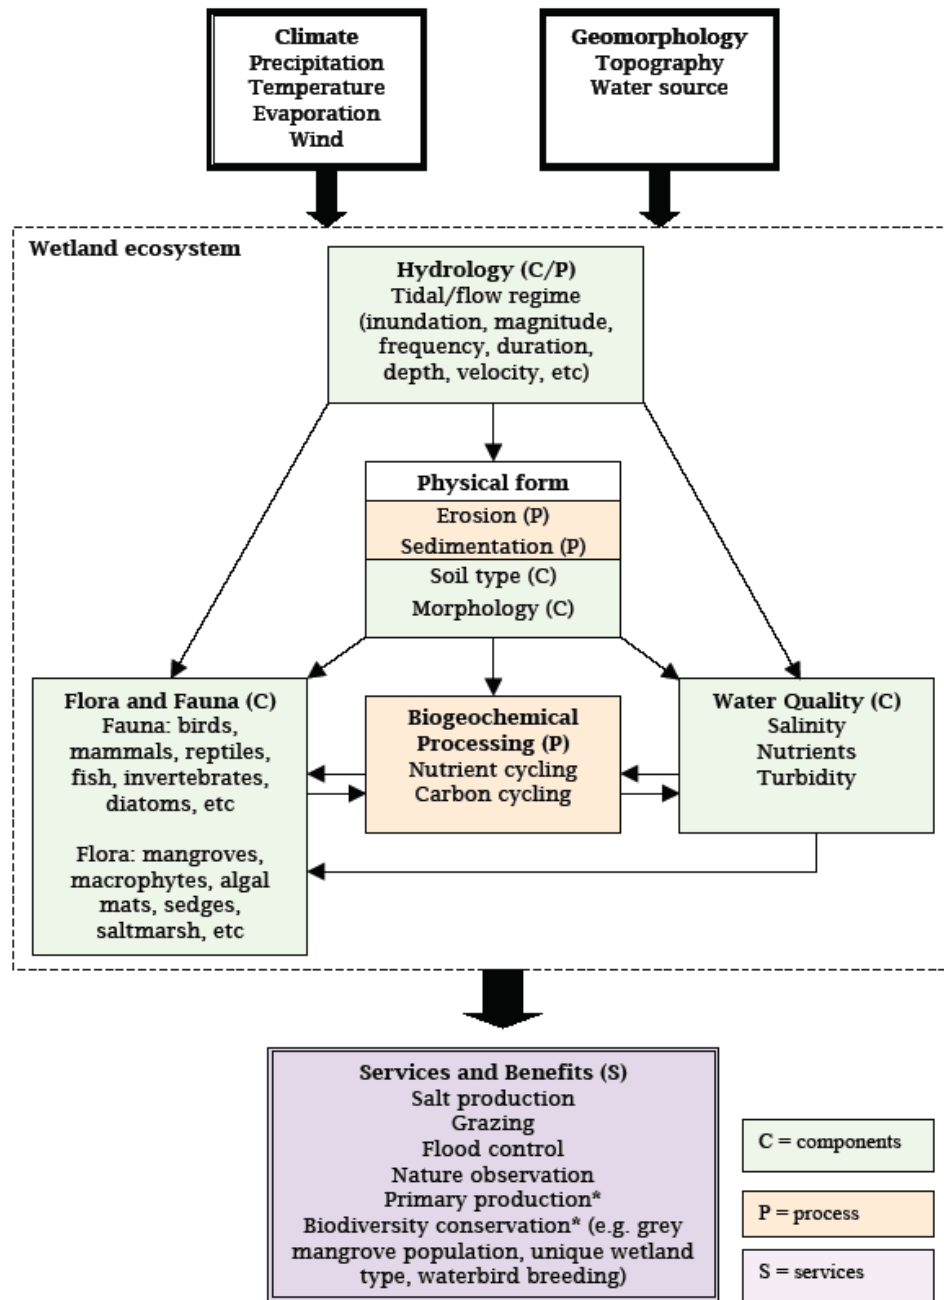 Climate
Precipitation
Temperature
Evaporation
Wind
Geomorphology
Topography
Water source
Wetland ecosystem
Hydrology (C/P)
Tidal/flow regime
(inundation, magnitude,
frequency, duration,
depth, velocity, etc)
Physical form
Erosion (P)
Sedimentation (P)
Soil type (C)
Morphology (C)
Flora and Fauna (C)
Fauna: birds,
mammals, reptiles,
fish, invertebrates,
diatoms, etc
Flora: mangroves,
macrophytes, algal
mats, sedges,
saltmarsh, etc
Biogeochemical
Processing (P)
Nutrient cycling
Carbon cycling
Water Quality (C)
Salinity
Nutrients
Turbidity
Services and Benefits (S)
Salt production
Grazing
Flood control
Nature observation
Primary production*
Biodiversity conservation* (e.g. grey
mangrove population, unique wetland
type, waterbird breeding)
C = components
P = process
S = services